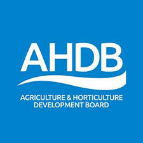 AHDB
AGRICULTURE & HORTICULTURE
DEVELOPMENT BOARD